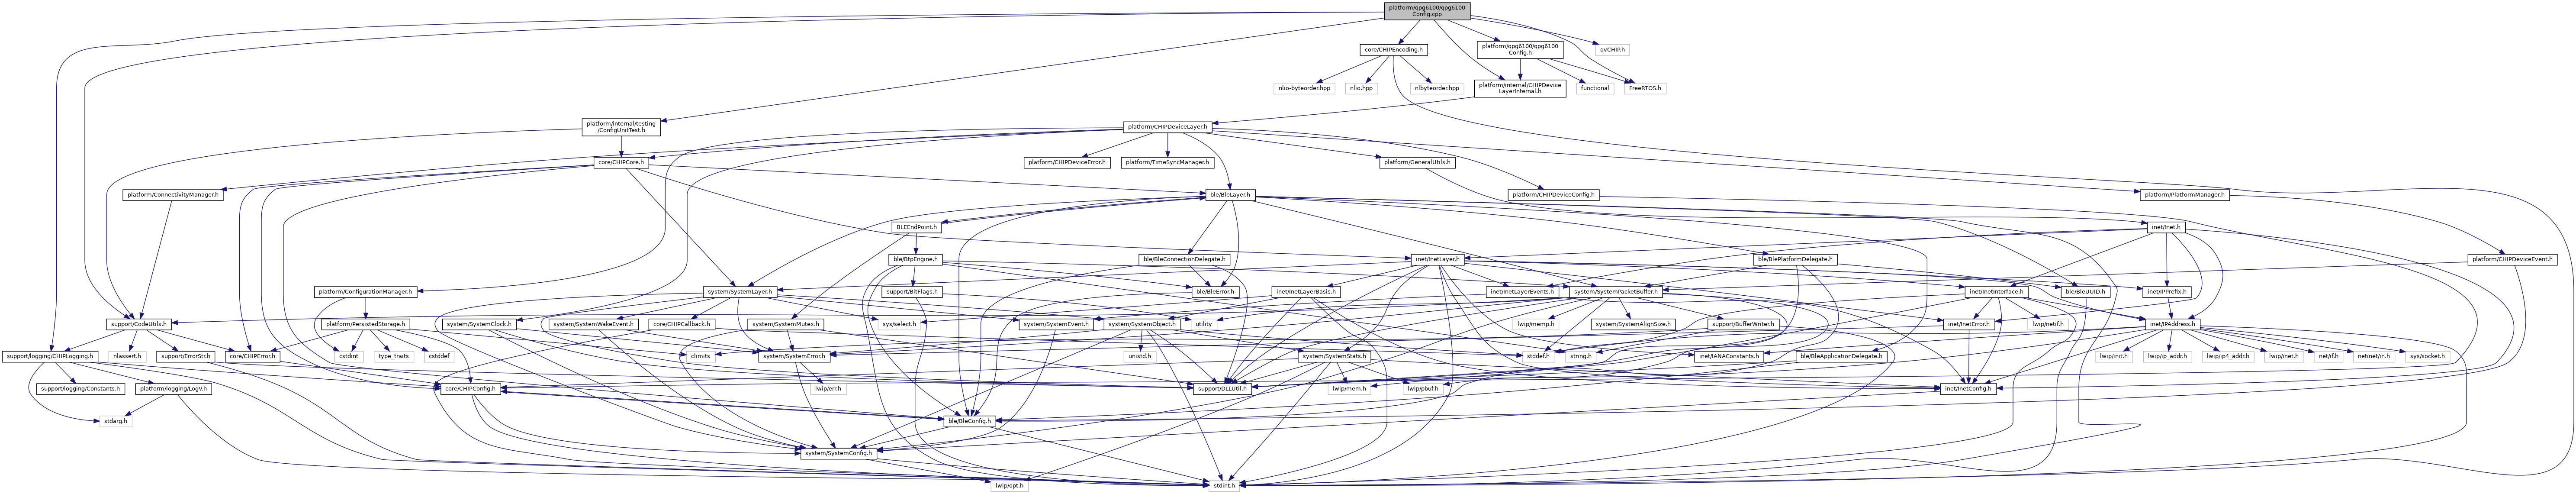 platform/qpg6100/qpg6100
Config.cpp
core/CHIPEncoding.h
platform/qpg6100/qpg6100
Config.h
qvCHIP.h
nlio-byteorder.hpp
nlio.hpp
nlbyteorder.hpp
platform/internal/CHIPDevice
LayerInternal.h
functional
FreeRTOS.h
platform/internal/testing
/ConfigUnitTest.h
platform/CHIPDeviceLayer.h
core/CHIPCore.h
platform/CHIPDeviceError.h
platform/TimeSyncManager.h
platform/GeneralUtils.h
platform/ConnectivityManager.h
ble/BleLayer.h
platform/CHIPDeviceConfig.h
platform/PlatformManager.h
BLEEndPoint.h
inet/Inet.h
ble/BtpEngine.h
ble/BleConnectionDelegate.h
inet/InetLayer.h
ble/BlePlatformDelegate.h
platform/CHIPDeviceEvent.h
platform/ConfigurationManager.h
system/SystemLayer.h
support/BitFlags.h
ble/BleError.h
inet/InetLayerBasis.h
inet/InetLayerEvents.h
system/SystemPacketBuffer.h
inet/InetInterface.h
ble/BleUUID.h
inet/IPPrefix.h
support/CodeUtils.h
platform/PersistedStorage.h
system/SystemClock.h
system/SystemWakeEvent.h
core/CHIPCallback.h
system/SystemMutex.h
sys/select.h
system/SystemEvent.h
system/SystemObject.h
utility
lwip/memp.h
system/SystemAlignSize.h
support/BufferWriter.h
inet/InetError.h
lwip/netif.h
inet/IPAddress.h
support/logging/CHIPLogging.h
nlassert.h
support/ErrorStr.h
core/CHIPError.h
cstdint
type_traits
cstddef
climits
system/SystemError.h
unistd.h
system/SystemStats.h
stddef.h
string.h
inet/IANAConstants.h
ble/BleApplicationDelegate.h
lwip/init.h
lwip/ip_addr.h
lwip/ip4_addr.h
lwip/inet.h
net/if.h
netinet/in.h
sys/socket.h
support/logging/Constants.h
platform/logging/LogV.h
core/CHIPConfig.h
lwip/err.h
support/DLLUtil.h
lwip/mem.h
lwip/pbuf.h
inet/InetConfig.h
stdarg.h
ble/BleConfig.h
system/SystemConfig.h
lwip/opt.h
stdint.h